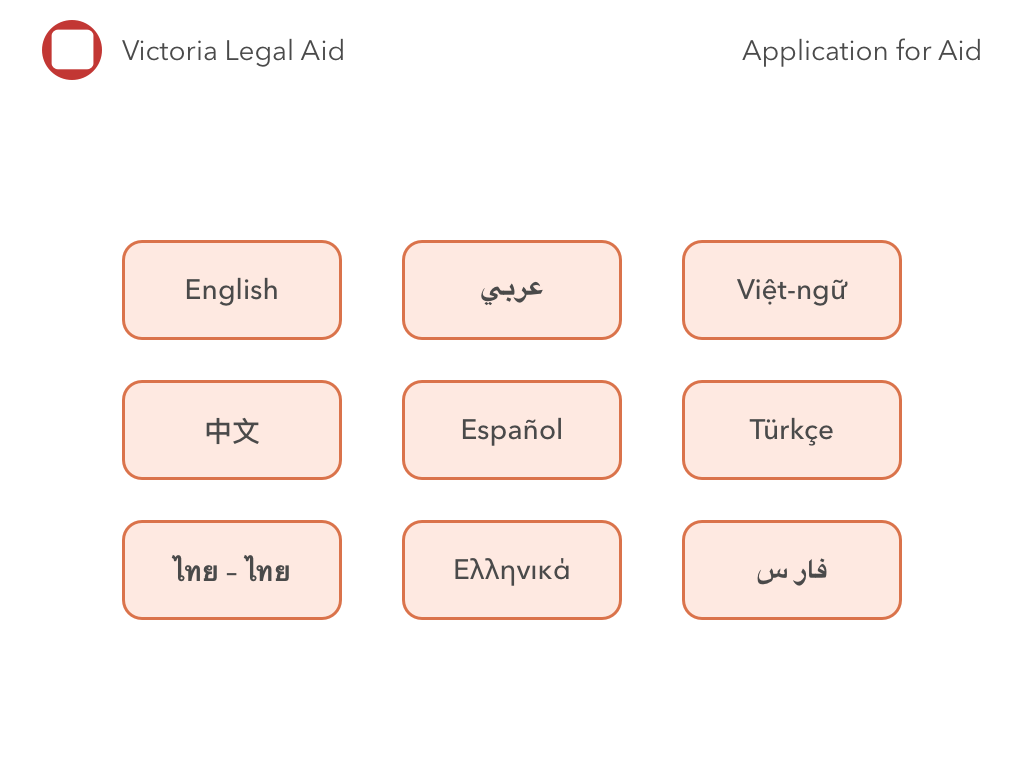 Victoria Legal Aid
Application for Aid
English
عربي
Việt-ngữ
中文
Español
Türkçe
ไทย – ไทย
Ελληνικά
فار س